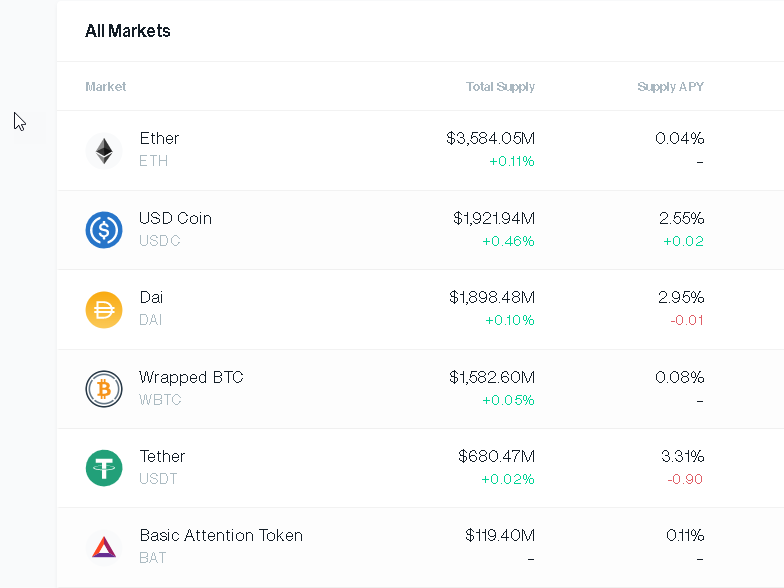 All Markets
Market Total Supply Supply APY
Ether $3,584.05M 0.04%
ETH +0.11% –
USD Coin $1,921.94M 2.55%
USDC +0.46% +0.02
Dai $1,898.48M 2.95%
DAI +0.10% -0.01
Wrapped BTC $1,582.60M 0.08%
WBTC +0.05% –
Tether $680.47M 3.31%
USDT +0.02% -0.90
Basic Attention Token $119.40M 0.11%
BAT – –